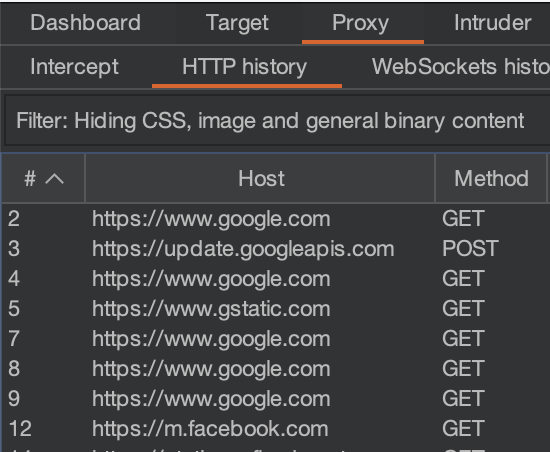 Dashboard Target Proxy Intruder
Intercept HTTP history WebSockets histo
Filter: Hiding CSS, image and general binary content
# Host Method
2 https://www.google.com GET
3 https://update.googleapis.com POST
4 https://www.google.com GET
5 https://www.gstatic.com GET
7 https://www.google.com GET
8 https://www.google.com GET
9 https://www.google.com GET
12 https://m.facebook.com GET